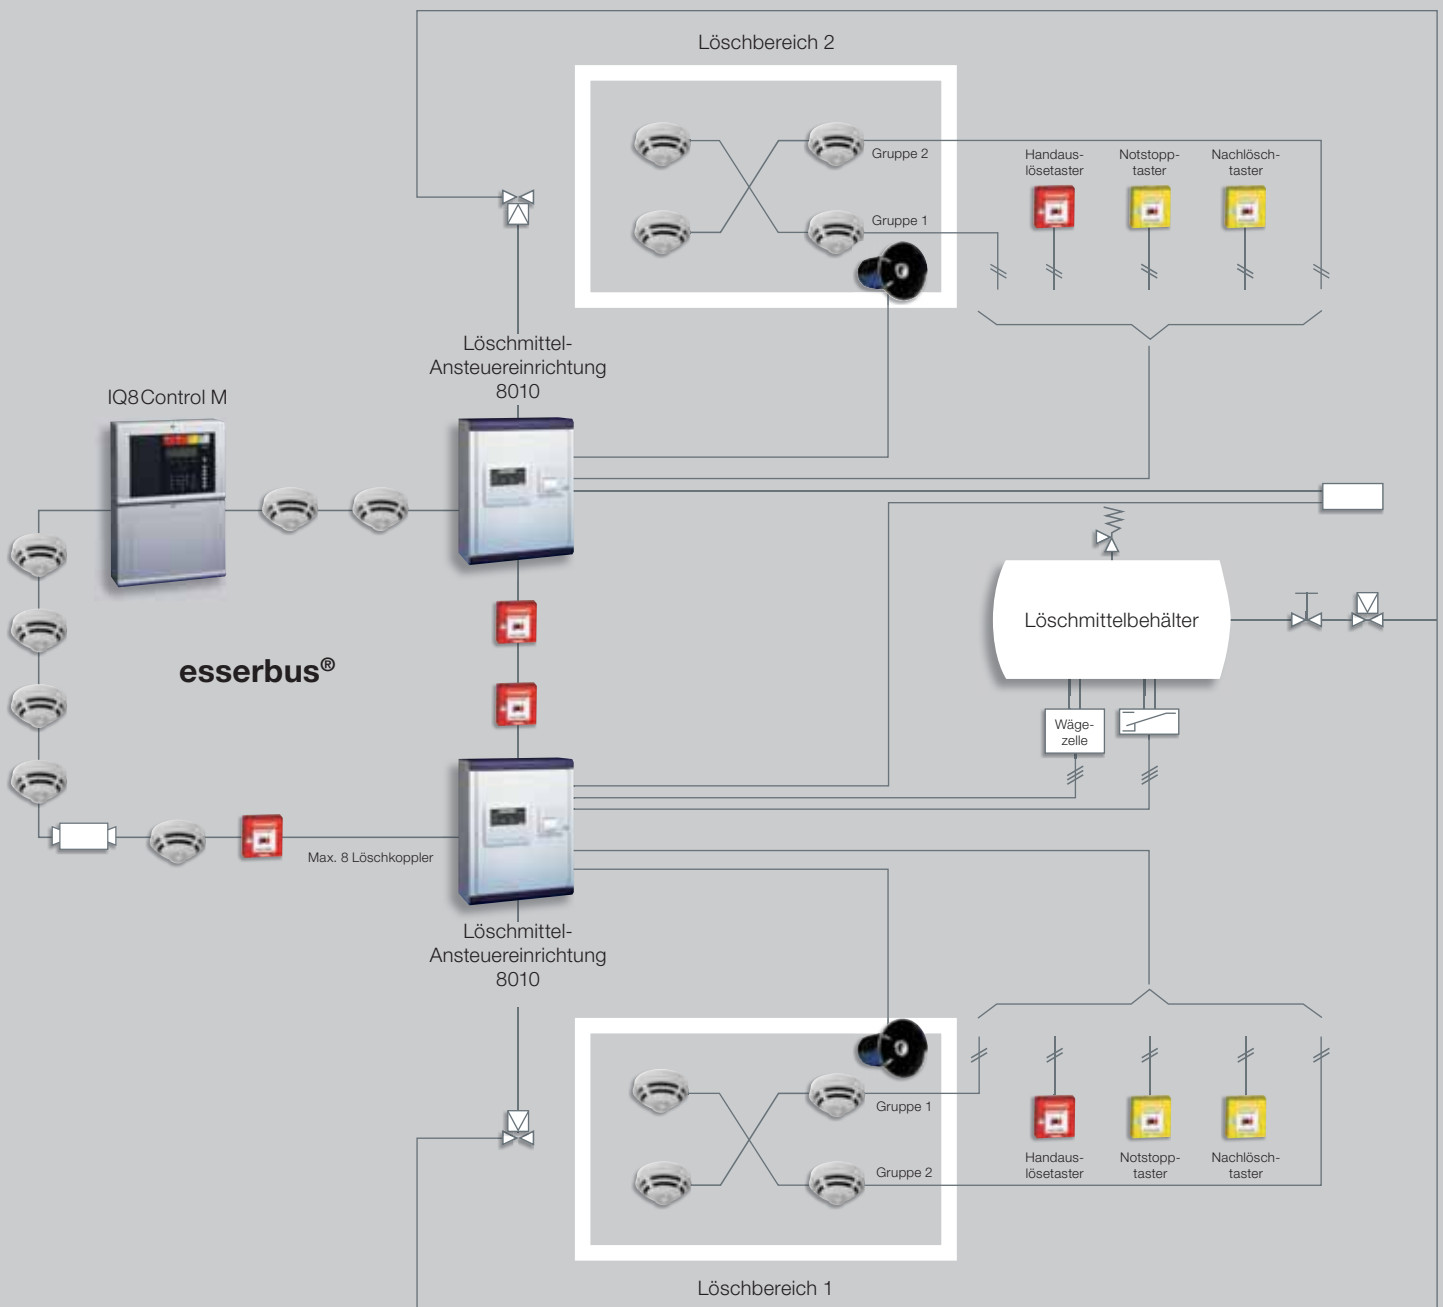 Löschbereich 2
Gruppe 2
Gruppe 1
Handaus-
lösetaster
Notstopp-
taster
Nachlösch-
taster
Löschmittel-
Ansteuereinrichtung
8010
IQ8Control M
esserbus®
Löschmittelbehälter
Wäge-
zelle
Max. 8 Löschkoppler
Löschmittel-
Ansteuereinrichtung
8010
Gruppe 1
Gruppe 2
Handaus-
lösetaster
Notstopp-
taster
Nachlösch-
taster
Löschbereich 1